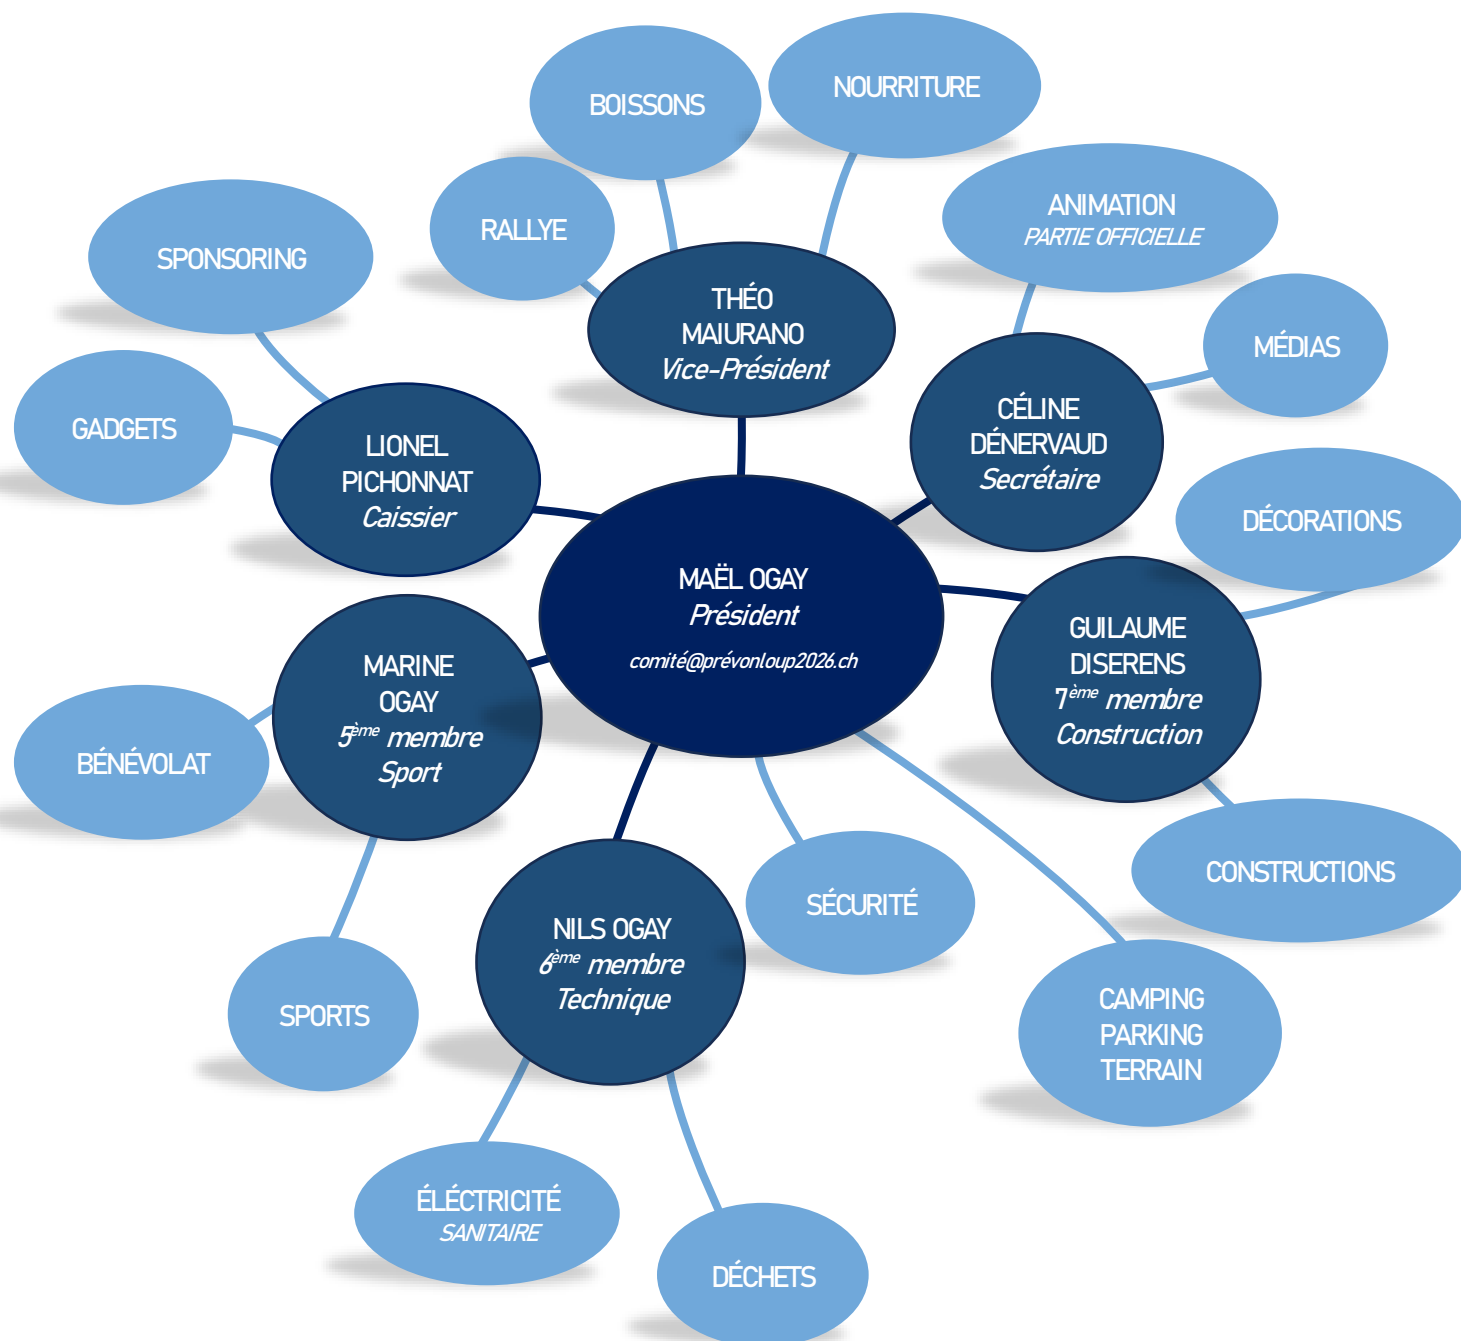 NOURRITURE
BOISSONS
ANIMATION
PARTIE OFFICIELLE
RALLYE
SPONSORING
THÉO
MAIURANO
Vice-Président
MÉDIAS
GADGETS
CÉLINE
DÉNERVAUD
Secrétaire
LIONEL
PICHONNAT
Caissier
DÉCORATIONS
MAËL OGAY
Président
comité@prévonloup2026.ch
GUILAUME
DISERENS
7ème membre
Construction
MARINE
OGAY
5ème membre
Sport
BÉNÉVOLAT
CONSTRUCTIONS
SÉCURITÉ
NILS OGAY
6ème membre
Technique
CAMPING
PARKING
TERRAIN
SPORTS
ÉLÉCTRICITÉ
SANITAIRE
DÉCHETS